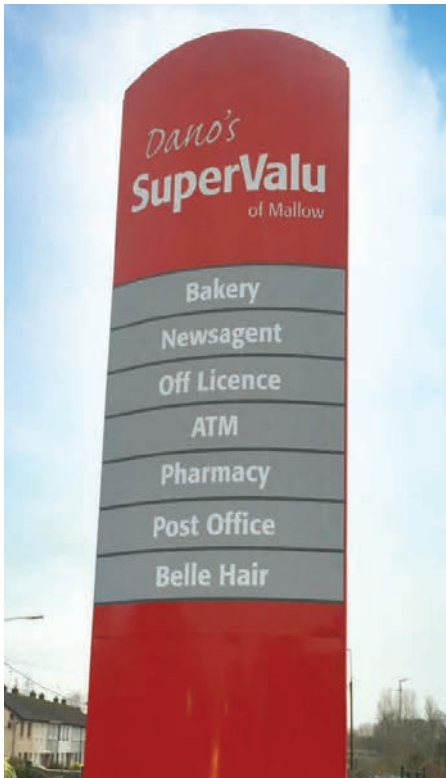 Dano's
SuperValu
of Mallow
Bakery
Newsagent
Off Licence
ATM
Pharmacy
Post Office
Belle Hair